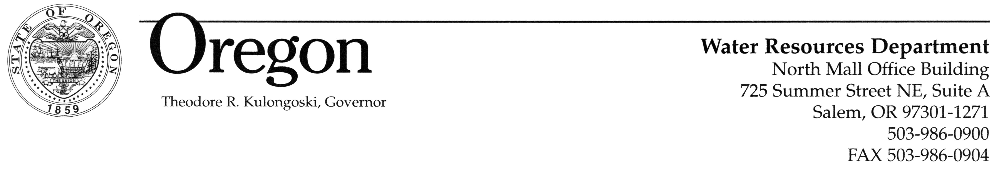 STATE OF OREGON
THE UNION
1859
Oregon
Theodore R. Kulongoski, Governor
Water Resources Department
North Mall Office Building
725 Summer Street NE, Suite A
Salem, OR 97301-1271
503-986-0900
FAX 503-986-0904